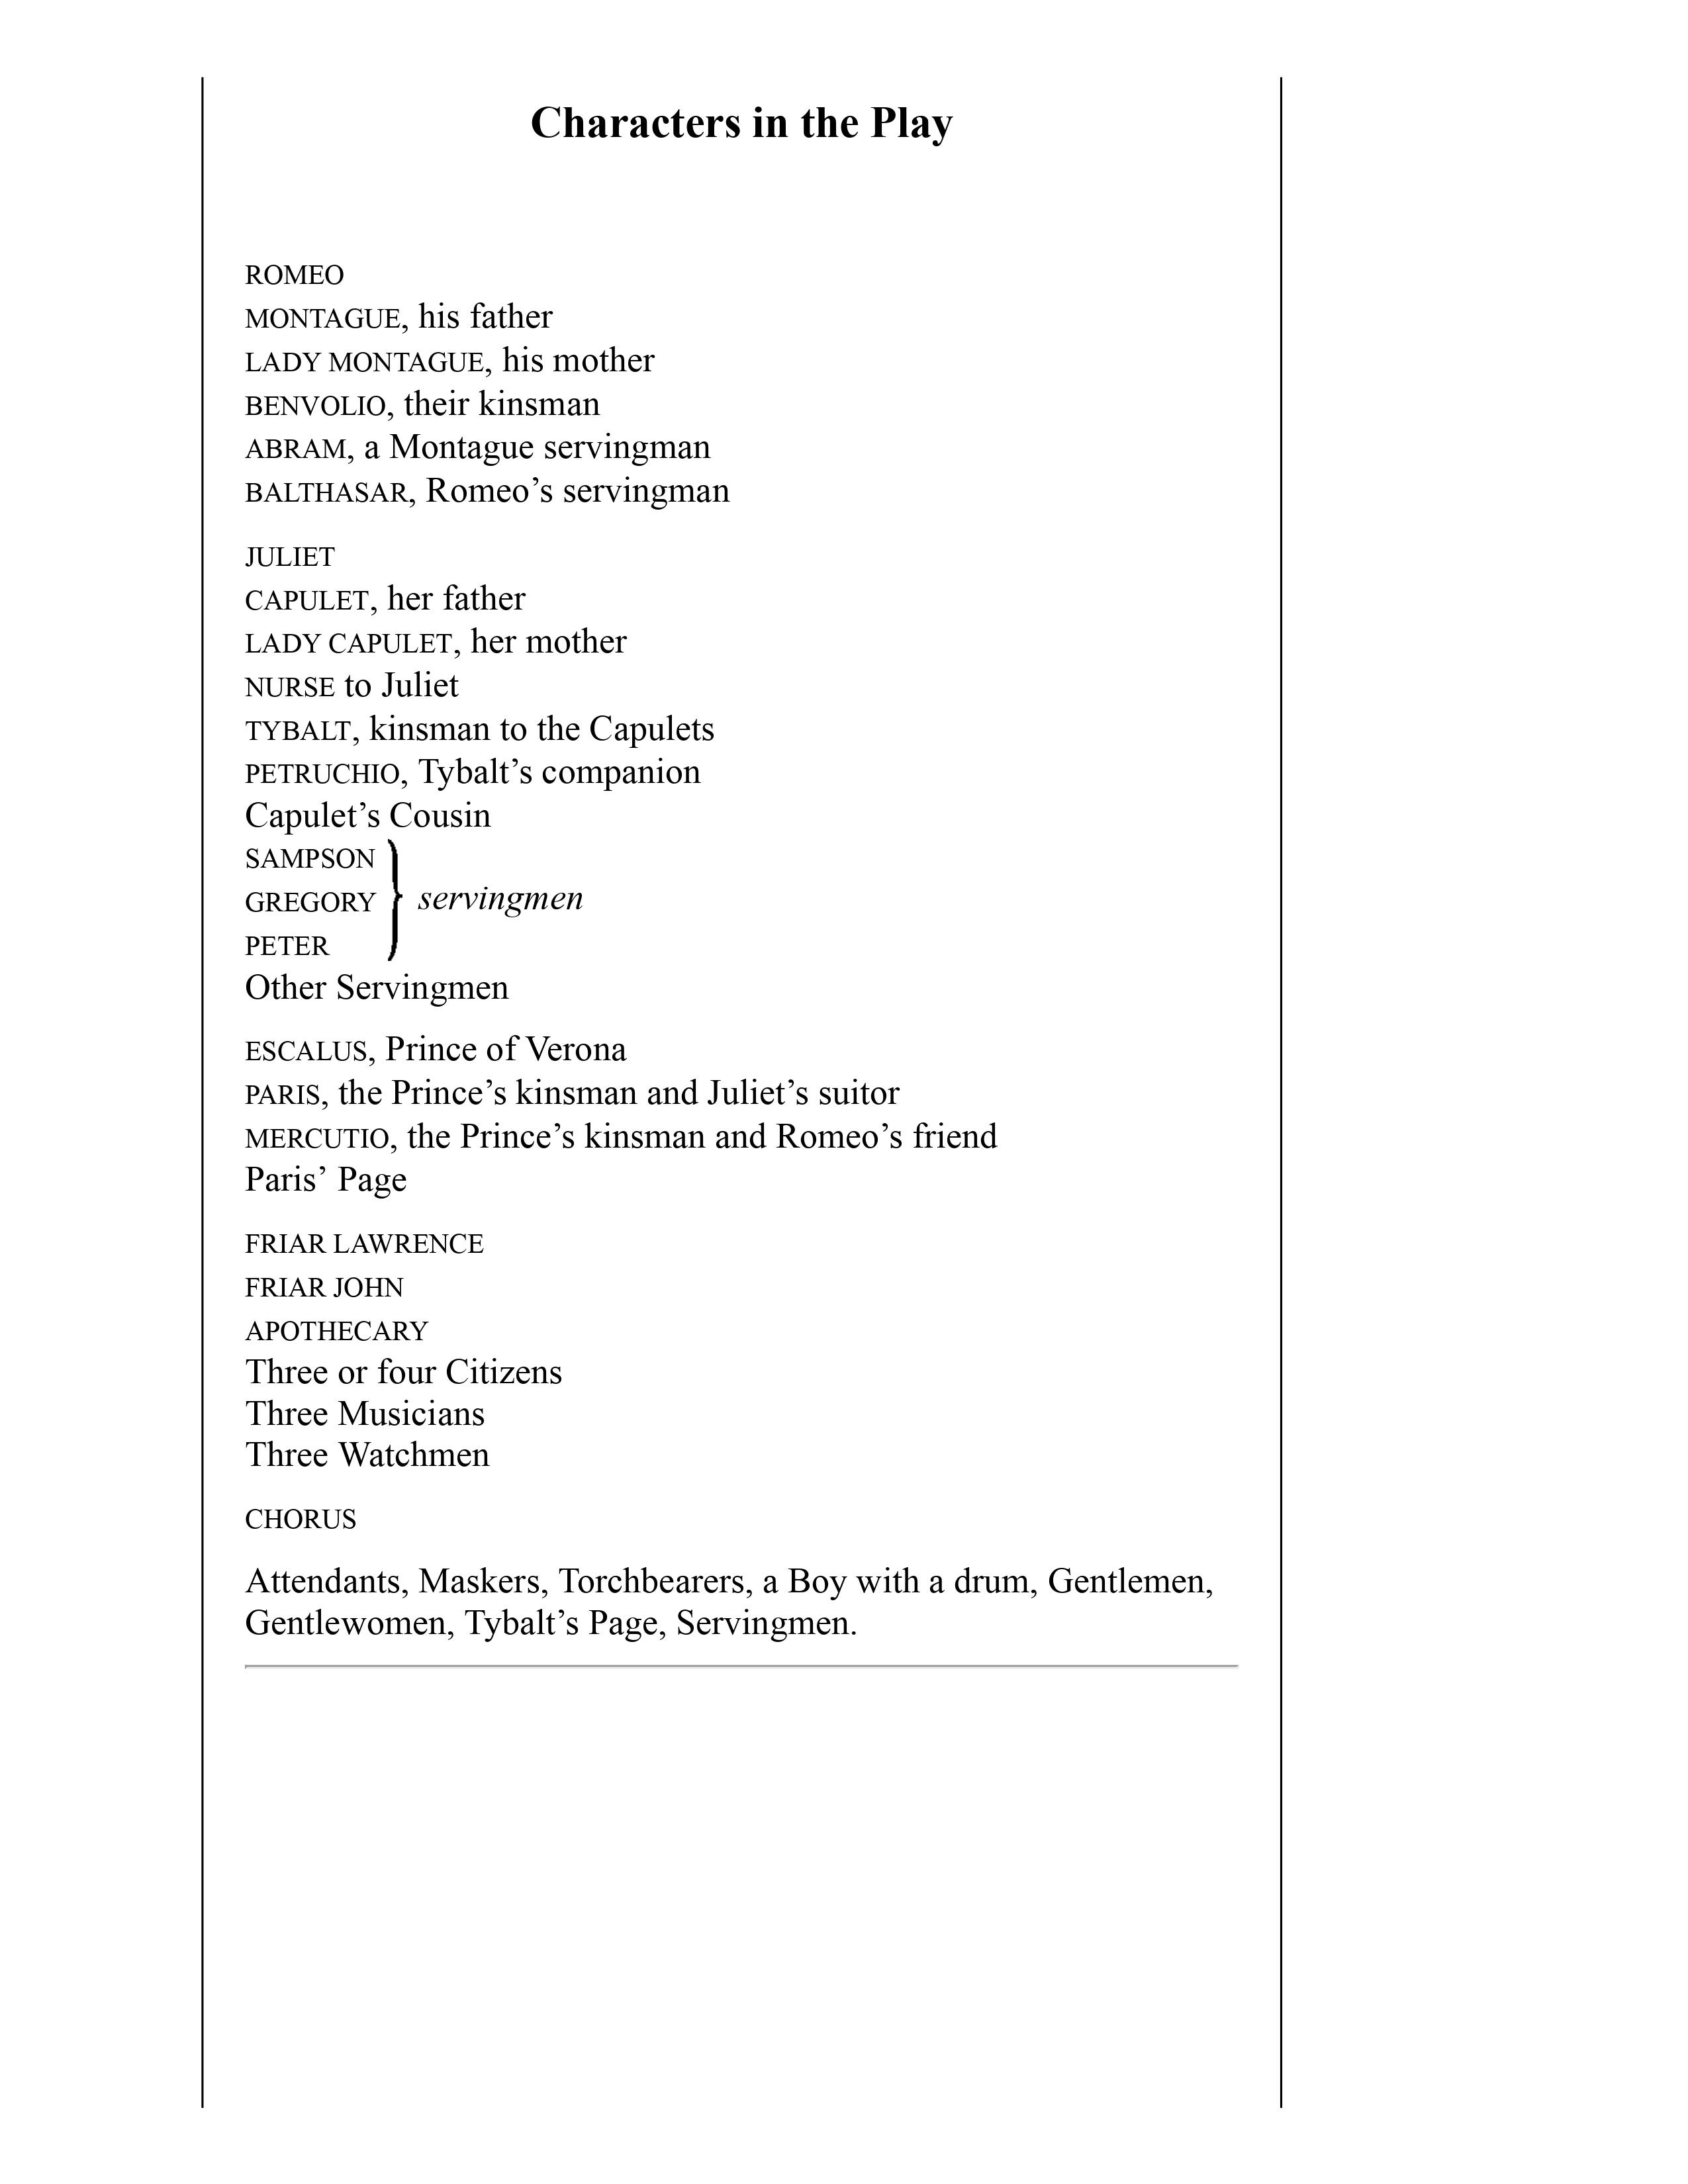 Characters in the Play
ROMEO
MONTAGUE, his father
LADY MONTAGUE, his mother
BENVOLIO, their kinsman
ABRAM, a Montague servingman
BALTHASAR, Romeo’s servingman
JULIET
CAPULET, her father
LADY CAPULET, her mother
NURSE to Juliet
TYBALT, kinsman to the Capulets
PETRUCHIO, Tybalt’s companion
Capulet’s Cousin
SAMPSON
GREGORY
PETER
servingmen
Other Servingmen
ESCALUS, Prince of Verona
PARIS, the Prince’s kinsman and Juliet’s suitor
MERCUTIO, the Prince’s kinsman and Romeo’s friend
Paris’ Page
FRIAR LAWRENCE
FRIAR JOHN
APOTHECARY
Three or four Citizens
Three Musicians
Three Watchmen
CHORUS
Attendants, Maskers, Torchbearers, a Boy with a drum, Gentlemen,
Gentlewomen, Tybalt’s Page, Servingmen.